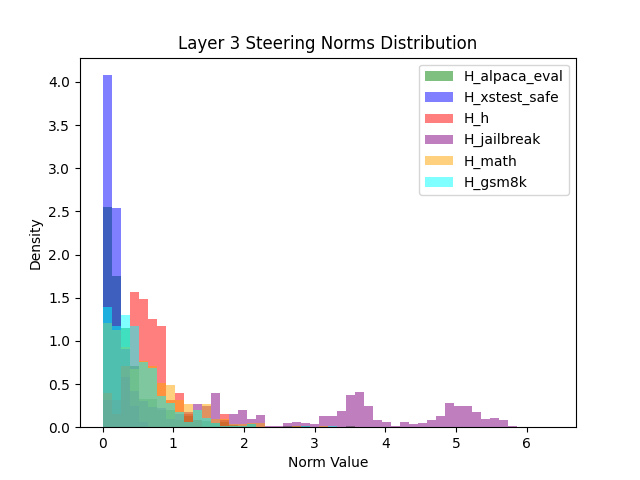 Layer 3 Steering Norms Distribution
H_alpaca_eval
H_xstest_safe
H_h
H_jailbreak
H_math
H_gsm8k
4.0
3.5
3.0
2.5
2.0
1.5
1.0
0.5
0.0
Density
0 1 2 3 4 5 6
Norm Value